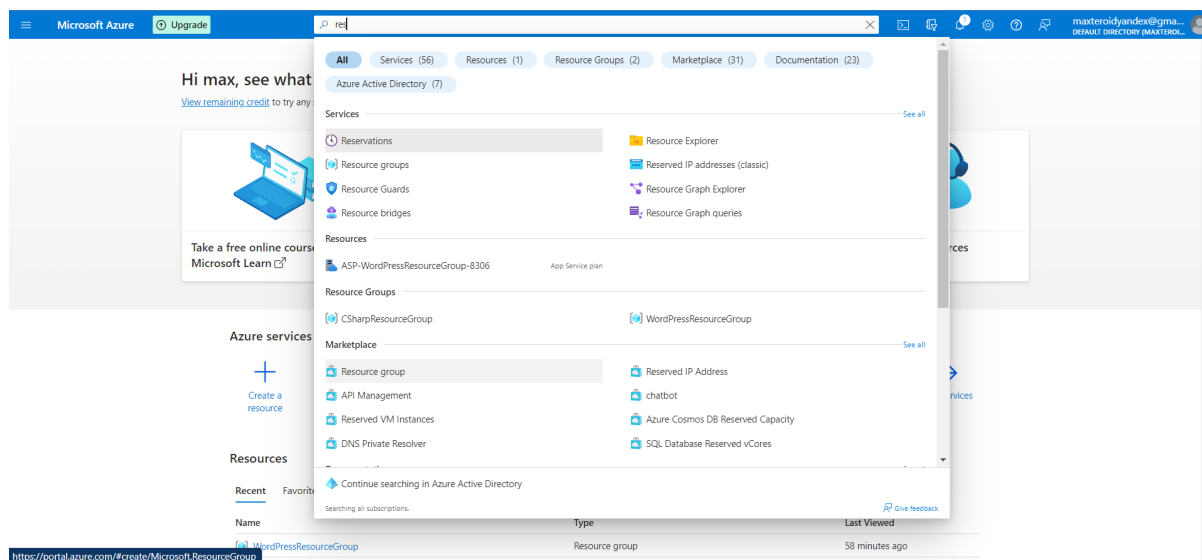 Microsoft Azure
Upgrade
res
maxteroidyandex@gma...
DEFAULT DIRECTORY (MAXTEROI...
Hi max, see what
View remaining credit to try any
Take a free online cours
Microsoft Learn
rces
All
Services (56)
Resources (1)
Resource Groups (2)
Marketplace (31)
Documentation (23)
Azure Active Directory (7)
Services
See all
Reservations
Resource Explorer
Resource groups
Reserved IP addresses (classic)
Resource Guards
Resource Graph Explorer
Resource bridges
Resource Graph queries
Resources
ASP-WordPressResourceGroup-8306
App Service plan
Resource Groups
CSharpResourceGroup
WordPressResourceGroup
Marketplace
See all
Resource group
Reserved IP Address
API Management
chatbot
Reserved VM Instances
Azure Cosmos DB Reserved Capacity
DNS Private Resolver
SQL Database Reserved vCores
Continue searching in Azure Active Directory
Searching all subscriptions.
Give feedback
Azure services
Create a
resource
rvices
Resources
Recent
Favorite
Name
Type
Last Viewed
WordPressResourceGroup
Resource group
58 minutes ago
https://portal.azure.com/#create/Microsoft.ResourceGroup